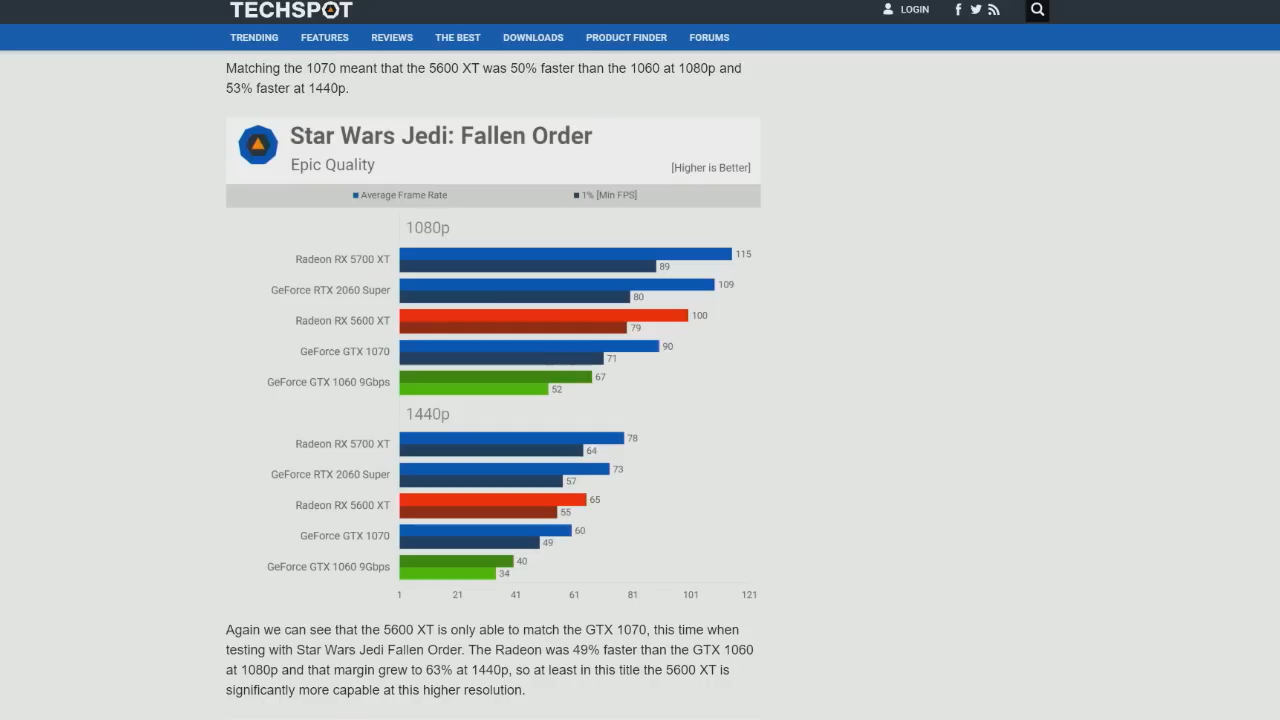 TECHSPOT
LOGIN
TRENDING FEATURES REVIEWS THE BEST DOWNLOADS PRODUCT FINDER FORUMS
Matching the 1070 meant that the 5600 XT was 50% faster than the 1060 at 1080p and
53% faster at 1440p.
Star Wars Jedi: Fallen Order
Epic Quality
[Higher is Better]
Average Frame Rate 1% [Min FPS]
1080p
Radeon RX 5700 XT 115
89
GeForce RTX 2060 Super 109
80
Radeon RX 5600 XT 100
79
GeForce GTX 1070 90
71
GeForce GTX 1060 9Gbps 67
52
1440p
Radeon RX 5700 XT 78
64
GeForce RTX 2060 Super 73
57
Radeon RX 5600 XT 65
55
GeForce GTX 1070 60
49
GeForce GTX 1060 9Gbps 40
34
1 21 41 61 81 101 121
Again we can see that the 5600 XT is only able to match the GTX 1070, this time when
testing with Star Wars Jedi Fallen Order. The Radeon was 49% faster than the GTX 1060
at 1080p and that margin grew to 63% at 1440p, so at least in this title the 5600 XT is
significantly more capable at this higher resolution.